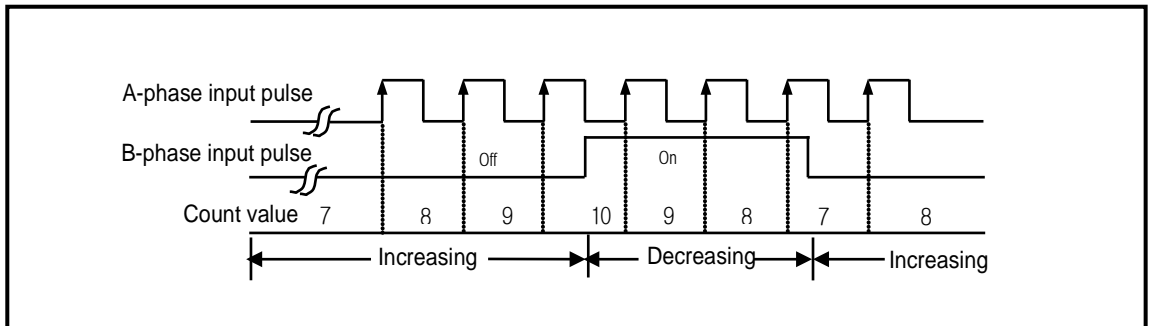 A-phase input pulse
B-phase input pulse
Off
On
Count value 7 8 9 10 9 8 7 8
Increasing Decreasing Increasing